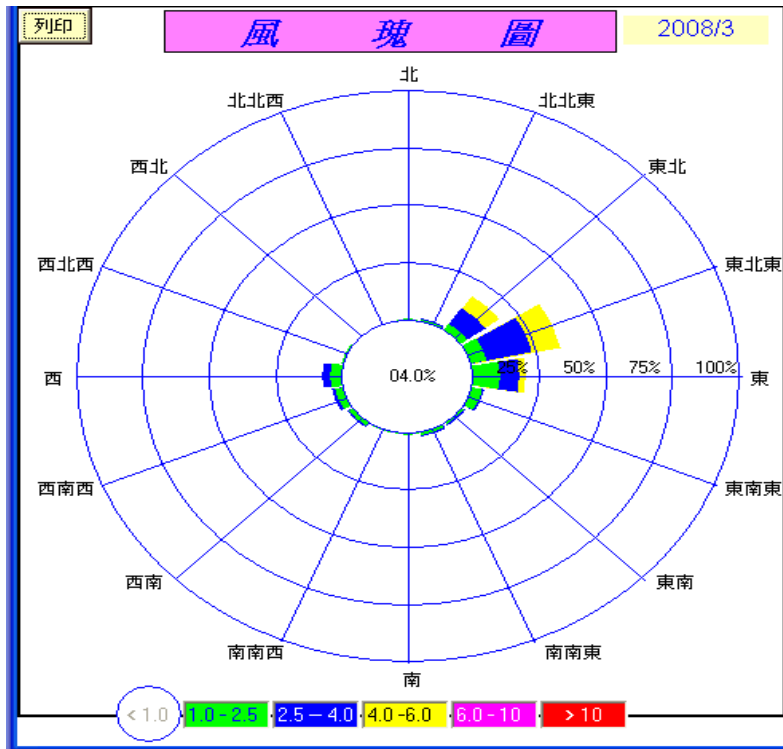 列印
風 瑰 圖
2008/3
北
北北西 北北東
西北 東北
西北西 東北東
西 04.0% 25% 50% 75% 100% 東
西南西 東南東
西南 東南
南南西 南南東
南
< 1.0 1.0 - 2.5 2.5 — 4.0 4.0 -6.0 6.0 - 10 > 10